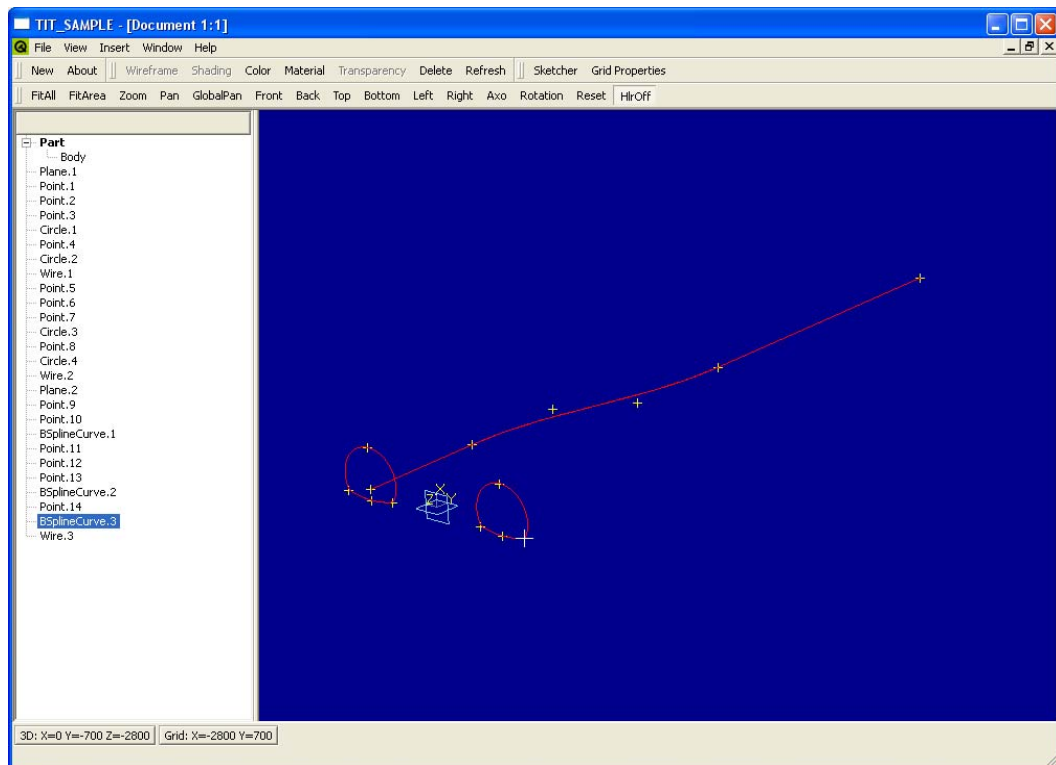 TIT_SAMPLE - [Document 1:1]
File View Insert Window Help
New About Wireframe Shading Color Material Transparency Delete Refresh Sketcher Grid Properties
FitAll FitArea Zoom Pan GlobalPan Front Back Top Bottom Left Right Axo Rotation Reset HlrOff
Part
Body
Plane.1
Point.1
Point.2
Point.3
Circle.1
Point.4
Circle.2
Wire.1
Point.5
Point.6
Point.7
Circle.3
Point.8
Circle.4
Wire.2
Plane.2
Point.9
Point.10
BSplineCurve.1
Point.11
Point.12
Point.13
BSplineCurve.2
Point.14
BSplineCurve.3
Wire.3
X
Z Y
3D: X=0 Y=-700 Z=-2800 Grid: X=-2800 Y=700